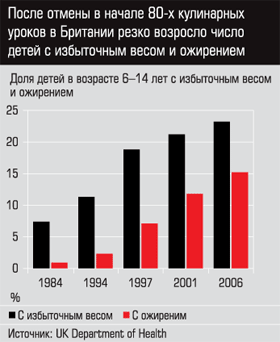 После отмены в начале 80-х кулинарных
уроков в Британии резко возросло число
детей с избыточным весом и ожирением
Доля детей в возрасте 6–14 лет с избыточным весом
и ожирением
25
20
15
10
5
0
1984 1994 1997 2001 2006
%
С избыточным весом С ожирением
Источник: UK Department of Health